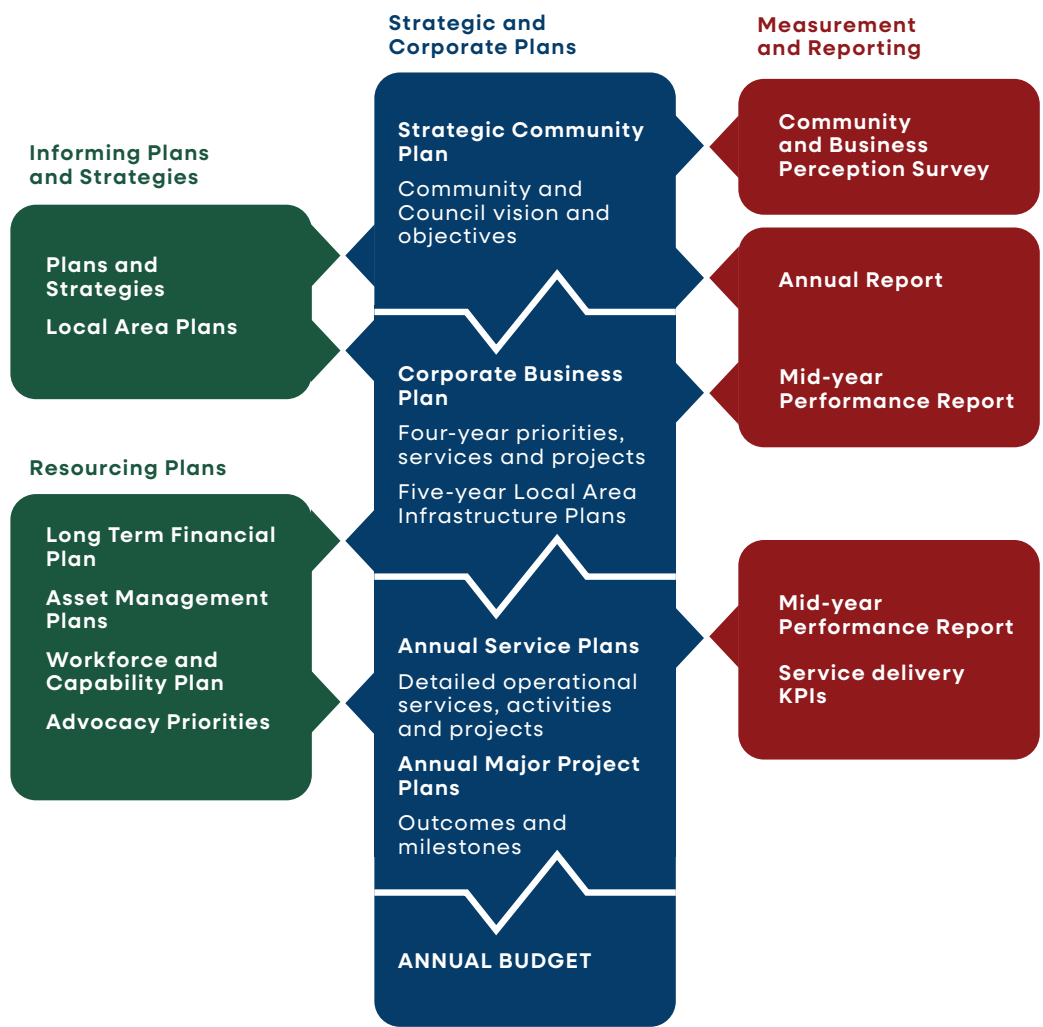 Informing Plans
and Strategies
Plans and
Strategies
Local Area Plans
Resourcing Plans
Long Term Financial
Plan
Asset Management
Plans
Workforce and
Capability Plan
Advocacy Priorities
Strategic and
Corporate Plans
Strategic Community
Plan
Community and
Council vision and
objectives
Corporate Business
Plan
Four-year priorities,
services and projects
Five-year Local Area
Infrastructure Plans
Annual Service Plans
Detailed operational
services, activities
and projects
Annual Major Project
Plans
Outcomes and
milestones
ANNUAL BUDGET
Measurement
and Reporting
Community
and Business
Perception Survey
Annual Report
Mid-year
Performance Report
Mid-year
Performance Report
Service delivery
KPIs